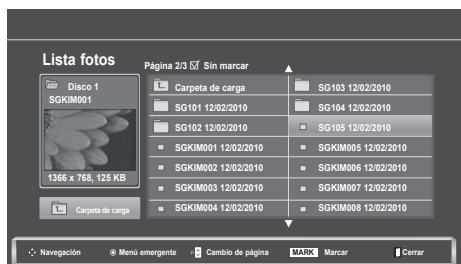 Lista fotos
Página 2/3 Sin marcar
Disco 1
SGKIM001
1366 x 768, 125 KB
Carpeta de carga
Carpeta de carga
SG101 12/02/2010
SG102 12/02/2010
SGKIM001 12/02/2010
SGKIM002 12/02/2010
SGKIM003 12/02/2010
SGKIM004 12/02/2010
SG103 12/02/2010
SG104 12/02/2010
SG105 12/02/2010
SGKIM005 12/02/2010
SGKIM006 12/02/2010
SGKIM007 12/02/2010
SGKIM008 12/02/2010
Navegación Menú emergente P Cambio de página MARK Marcar Cerrar